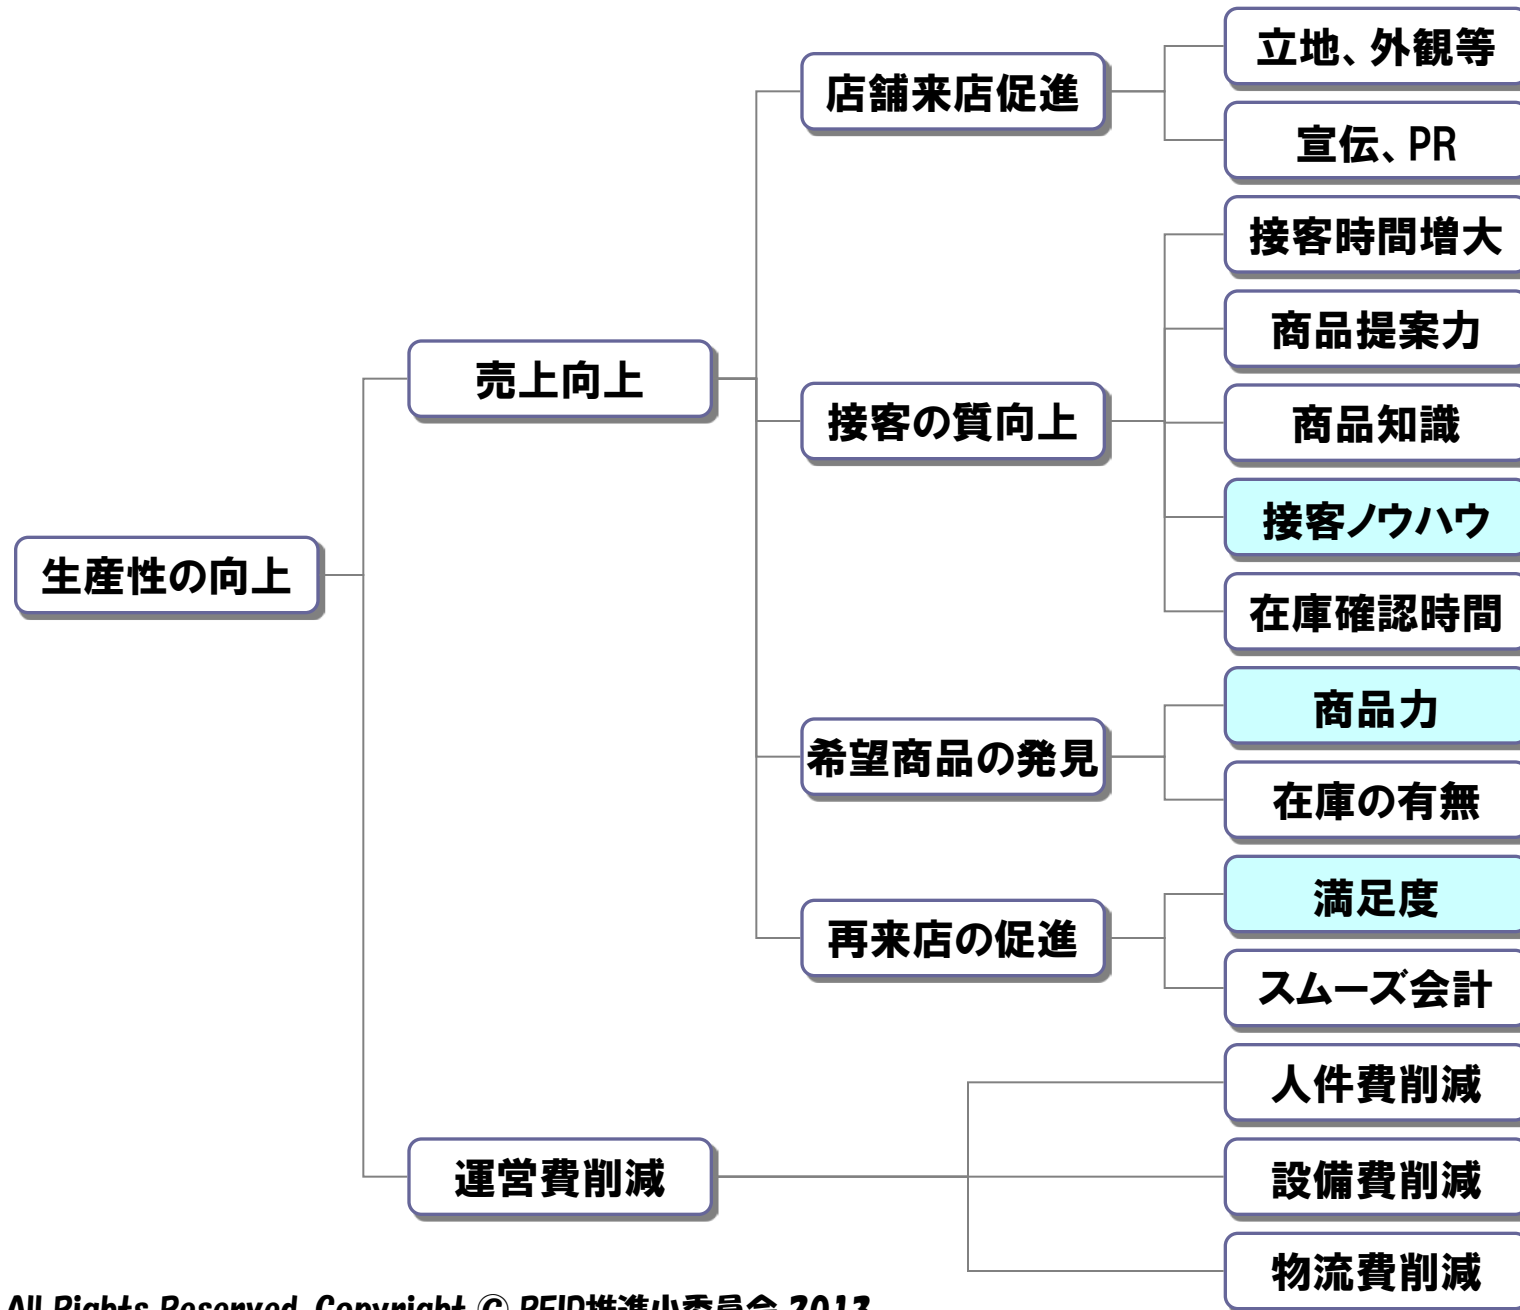 生産性の向上
売上向上
店舗来店促進
立地、外観等
宣伝、PR
接客の質向上
接客時間増大
商品提案力
商品知識
接客ノウハウ
在庫確認時間
希望商品の発見
商品力
在庫の有無
再来店の促進
満足度
スムーズ会計
運営費削減
人件費削減
設備費削減
物流費削減
All Rights Reserved, Copyright © RFID推進小委員会 2013